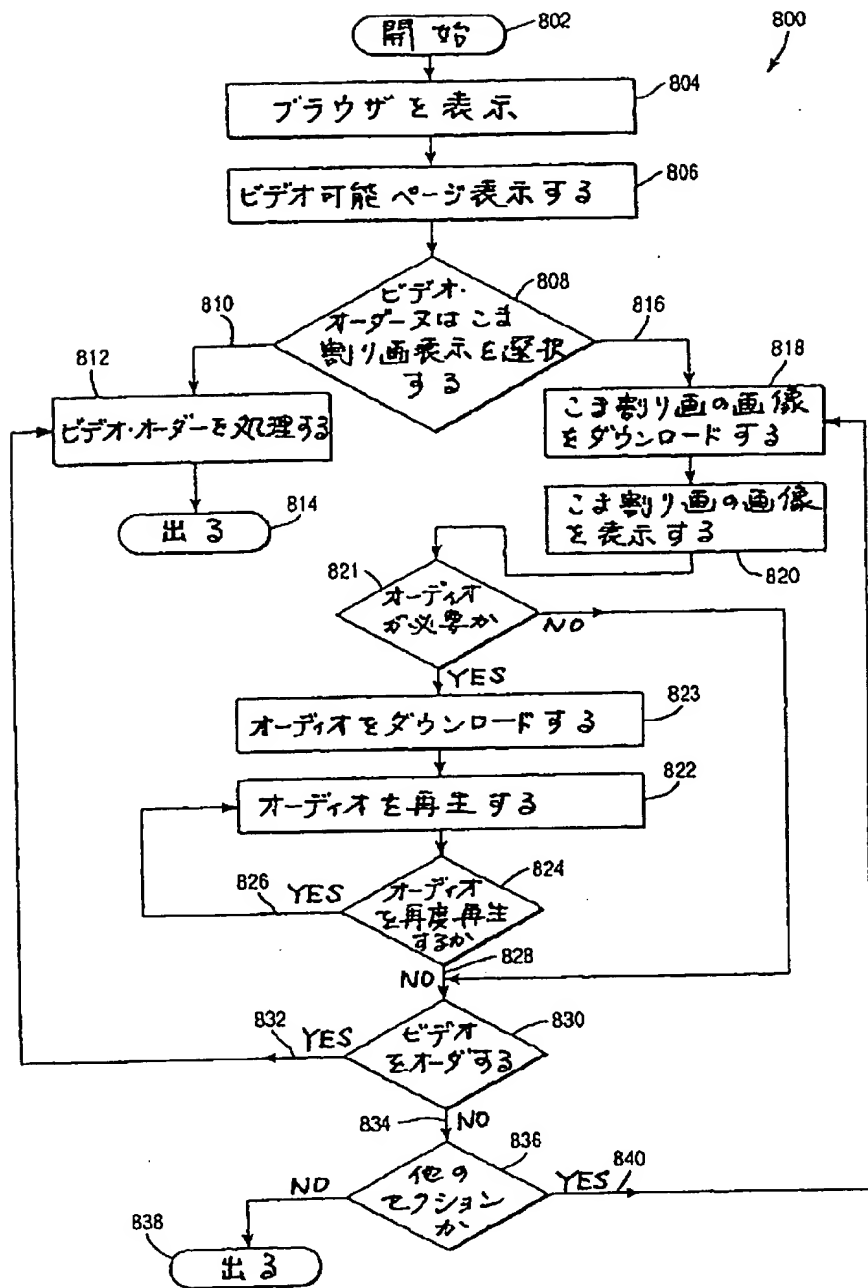 開始
802
800
ブラウザを表示
804
ビデオ可能ページ表示する
806
ビデオ・
オーダー又はこま
割り画表示を選択
する
808
810
816
812
ビデオ・オーダーを処理する
818
こま割り画の画像
をダウンロードする
出る
814
こま割り画の画像
を表示する
820
821
オーディオ
が必要か
NO
YES
オーディオをダウンロードする
823
オーディオを再生する
822
824
826
YES
オーディオ
を再度再生
するか
828
NO
832
YES
ビデオ
をオーダする
830
834
NO
836
NO
他の
セクション
か
YES
840
838
出る